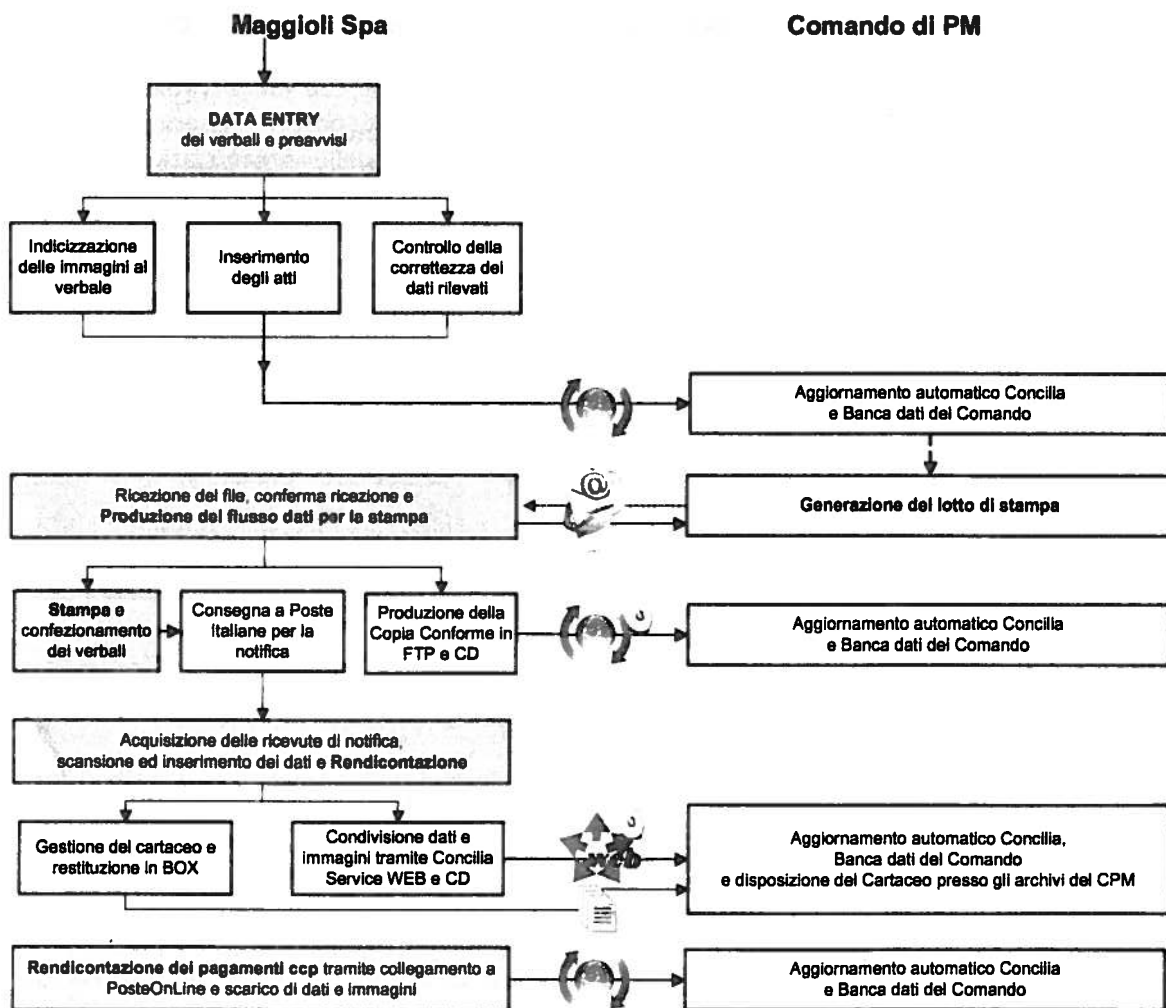 Maggioli Spa
Comando di PM
DATA ENTRY
dei verbali e preavvisi
Indicizzazione
delle immagini al
verbale
Inserimento
degli atti
Controllo della
correttezza dei
dati rilevati
Aggiornamento automatico Concilia
e Banca dati del Comando
Ricezione del file, conferma ricezione e
Produzione del flusso dati per la stampa
@
Generazione del lotto di stampa
Stampa e
confezionamento
dei verbali
Consegna a Poste
Italiane per la
notifica
Produzione della
Copia Conforme in
FTP e CD
Aggiornamento automatico Concilia
e Banca dati del Comando
Acquisizione delle ricevute di notifica,
scansione ed inserimento dei dati e Rendicontazione
Gestione del cartaceo e
restituzione in BOX
Condivisione dati e
immagini tramite Concilia
Service WEB e CD
web
Aggiornamento automatico Concilia,
Banca dati del Comando
e disposizione del Cartaceo presso gli archivi del CPM
Rendicontazione dei pagamenti ccp tramite collegamento a
PosteOnLine e scarico di dati e immagini
Aggiornamento automatico Concilia
e Banca dati del Comando